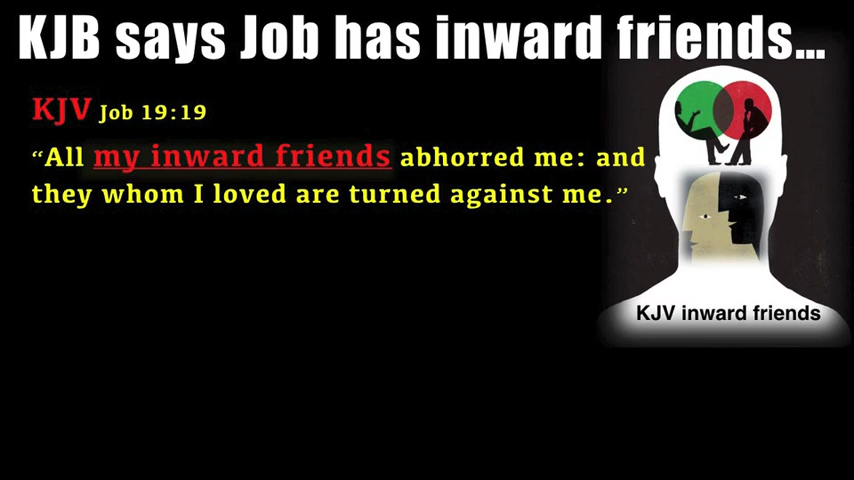 KJB says Job has inward friends...
KJV Job 19:19
“All my inward friends abhorred me: and
they whom I loved are turned against me.”
KJV inward friends